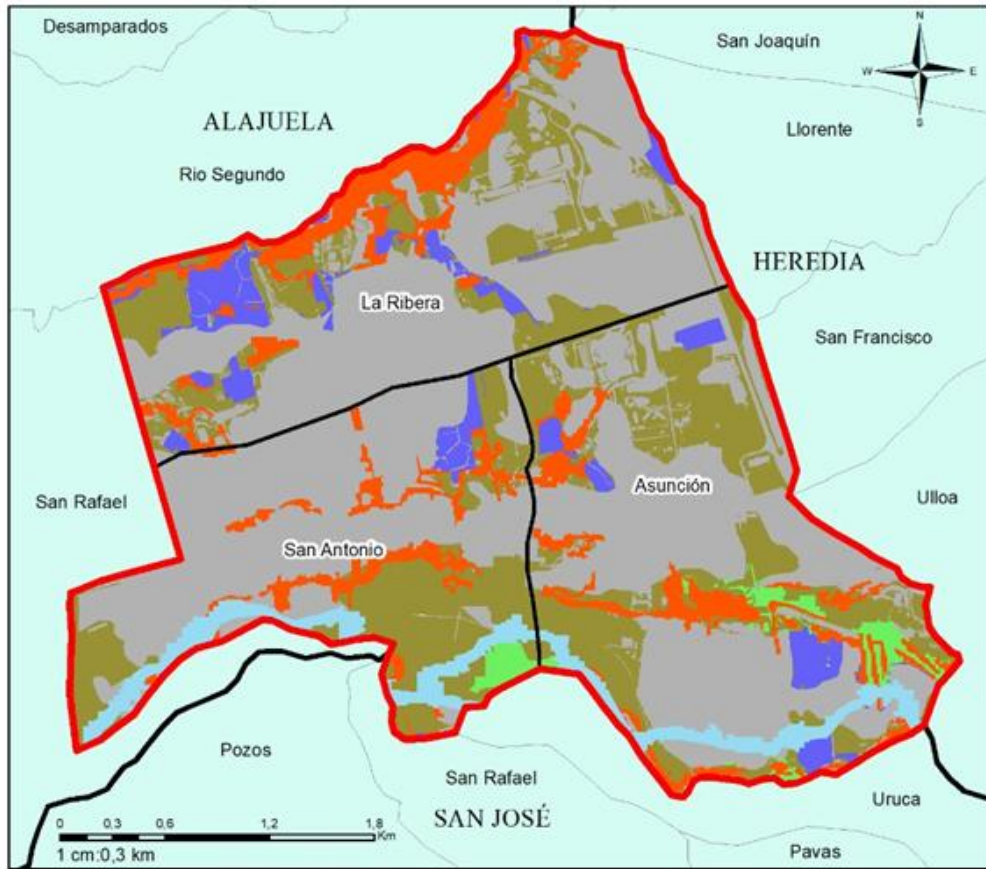 Desamparados
San Joaquín
N
W
E
S
ALAJUELA
Llorente
Rio Segundo
HEREDIA
La Ribera
San Francisco
San Rafael
Asunción
Ulloa
San Antonio
Pozos
San Rafael
Uruca
SAN JOSÉ
Pavas
0 0,3 0,6 1,2 1,8
Km
1 cm:0,3 km